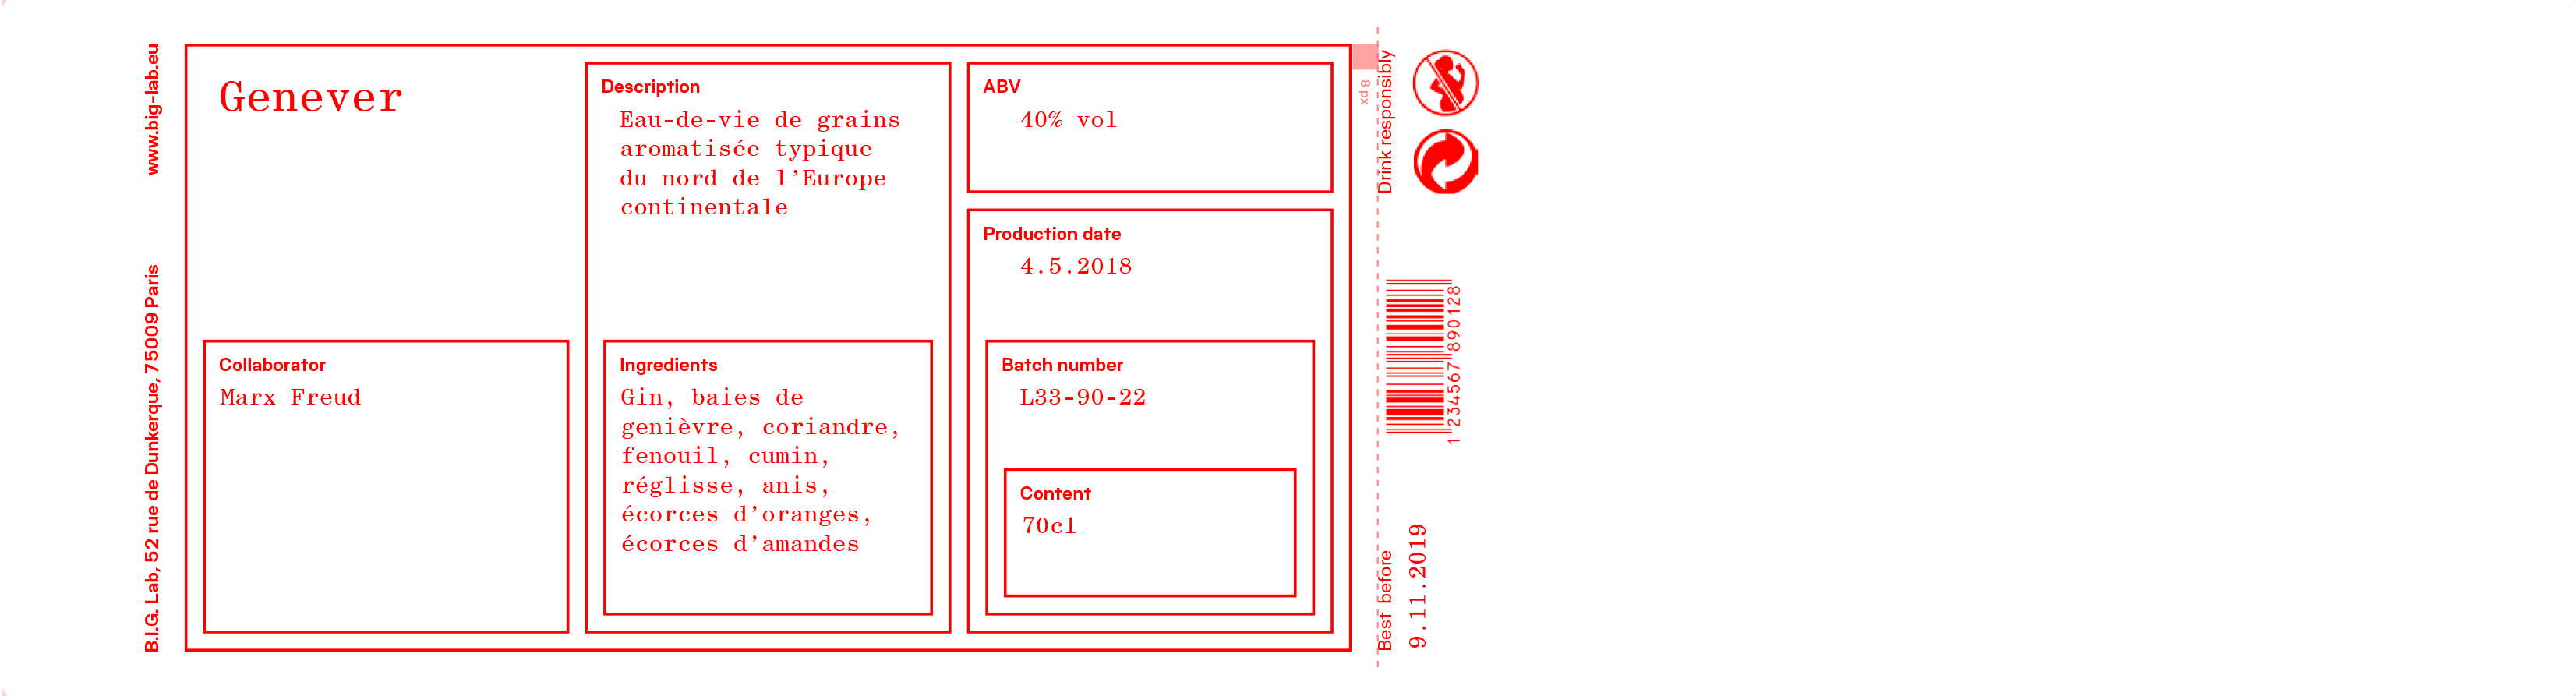 www.big-lab.eu
B.I.G. Lab, 52 rue de Dunkerque, 75009 Paris
Genever
Collaborator
Marx Freud
Description
Eau-de-vie de grains
aromatisée typique
du nord de l’Europe
continentale
Ingredients
Gin, baies de
genièvre, coriandre,
fenouil, cumin,
réglisse, anis,
écorces d’oranges,
écorces d’amandes
ABV
40% vol
Production date
4.5.2018
Batch number
L33-90-22
Content
70cl
8 px
Drink responsibly
1 234567 890128
Best before
9.11.2019